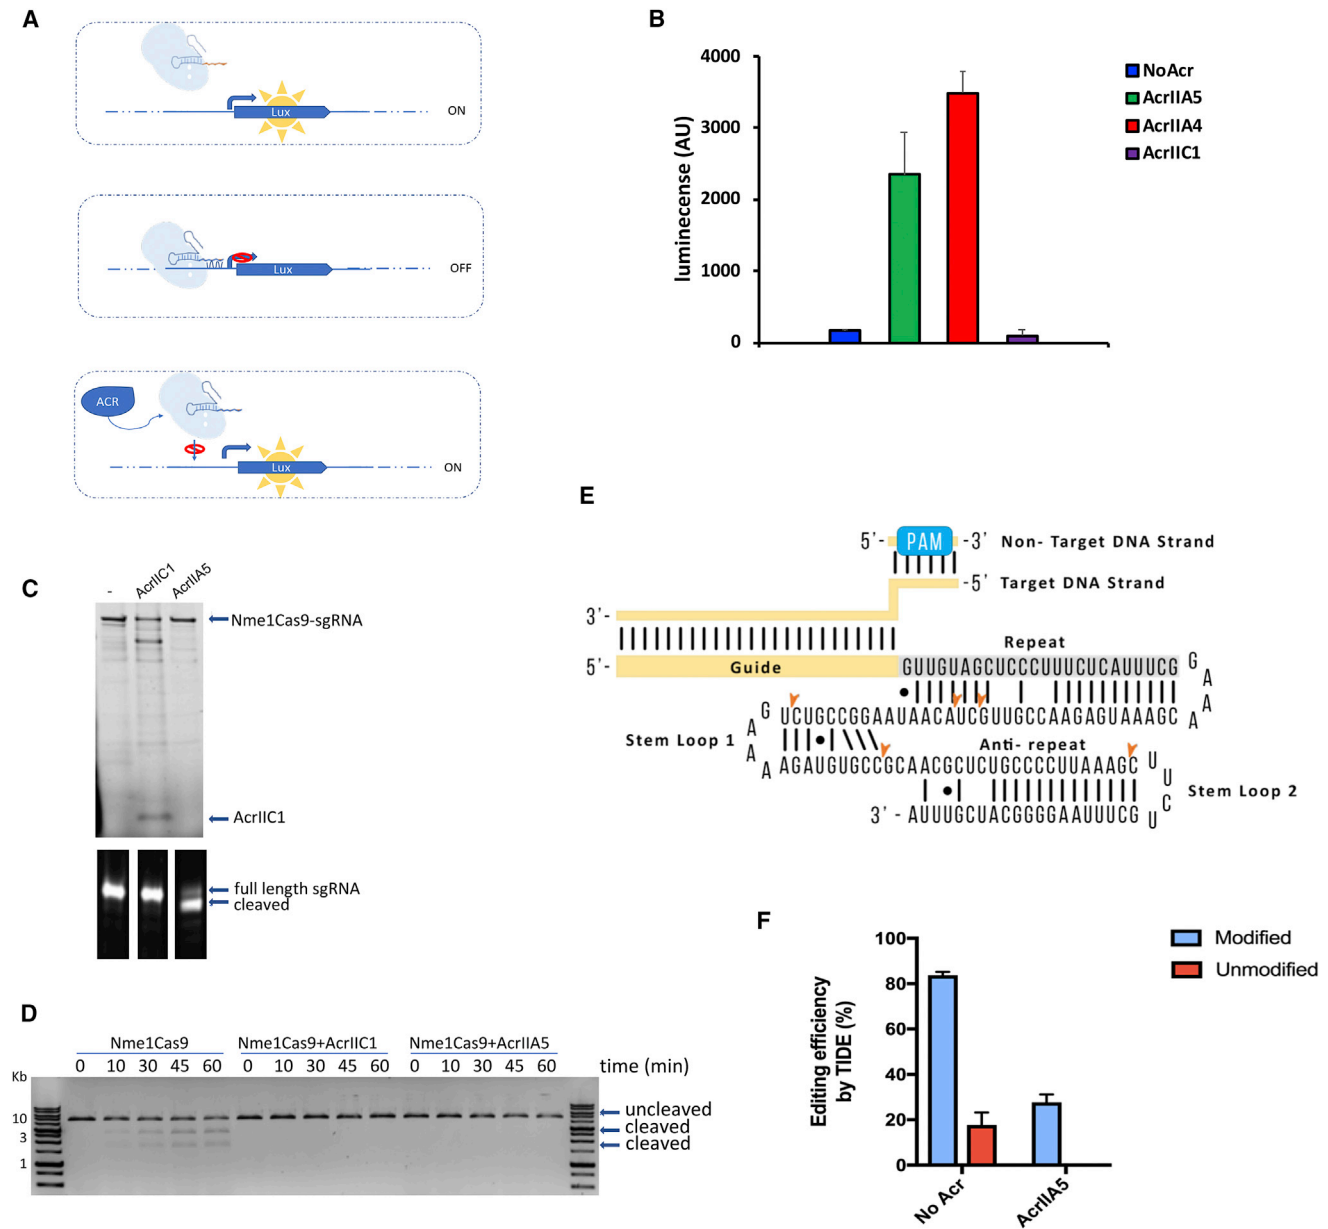 A
Lux
ON
Lux
OFF
ACR
Lux
ON
B
luminecense (AU)
4000
3000
2000
1000
0
NoAcr
AcrIIA5
AcrIIA4
AcrIIC1
C
- AcrIIC1 AcrIIA5
Nme1Cas9-sgRNA
AcrIIC1
full length sgRNA
cleaved
D
Nme1Cas9 Nme1Cas9+AcrIIC1 Nme1Cas9+AcrIIA5
0 10 30 45 60 0 10 30 45 60 0 10 30 45 60 time (min)
Kb
10
3
1
uncleaved
cleaved
cleaved
E
5'- PAM -3' Non- Target DNA Strand
-5' Target DNA Strand
3'-
Repeat
5'- Guide GUUGUAGCUCCCUUUCUCAUUUCG G
A
A
A
G UCUGCCGGAAUAACAUCGUUGCCAAGAGUAAAGC
A
A
A
Stem Loop 1
Anti- repeat
AGAUGUGCCGCAACGCUCUGCCCCUUAAAGC U
U
C
U
Stem Loop 2
3' - AUUUGCUACGGGGAAUUUCG
F
Editing efficiency
by TIDE (%)
100
80
60
40
20
0
No Acr
AcrIIA5
Modified
Unmodified